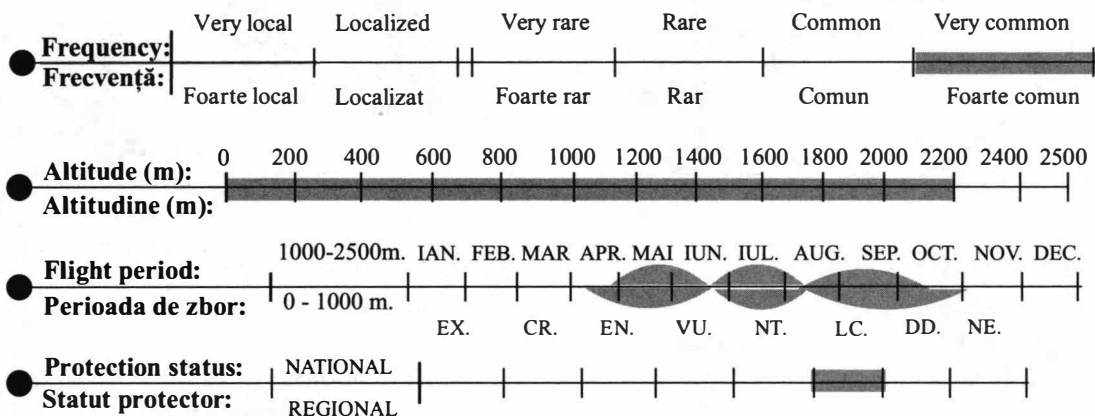 Very local Localized Very rare Rare Common Very common
Frequency:
Frecvență:
Foarte local Localizat Foarte rar Rar Comun Foarte comun
0 200 400 600 800 1000 1200 1400 1600 1800 2000 2200 2400 2500
Altitude (m):
Altitudine (m):
1000-2500m. IAN. FEB. MAR APR. MAI IUN. IUL. AUG. SEP. OCT. NOV. DEC.
Flight period:
Perioada de zbor:
0 - 1000 m.
EX. CR. EN. VU. NT. LC. DD. NE.
Protection status:
NATIONAL
Statut protector:
REGIONAL